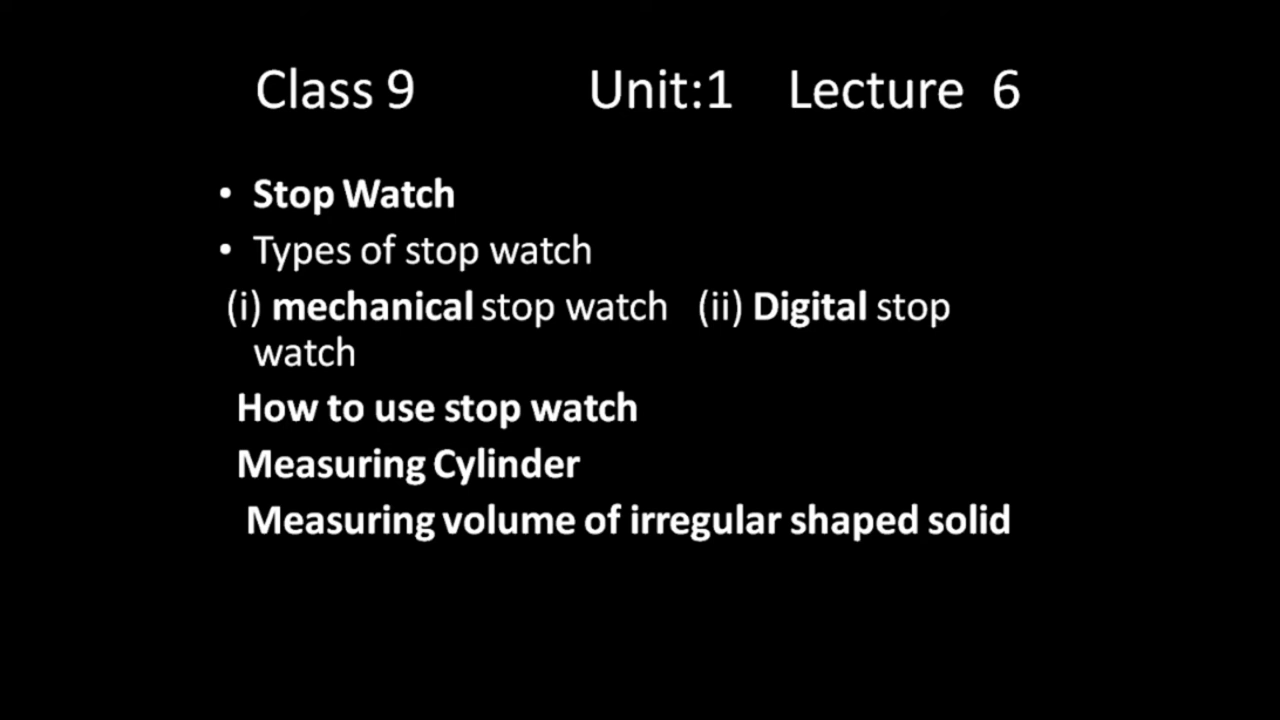 Class 9 Unit:1 Lecture 6
• Stop Watch
• Types of stop watch
(i) mechanical stop watch (ii) Digital stop
watch
How to use stop watch
Measuring Cylinder
Measuring volume of irregular shaped solid